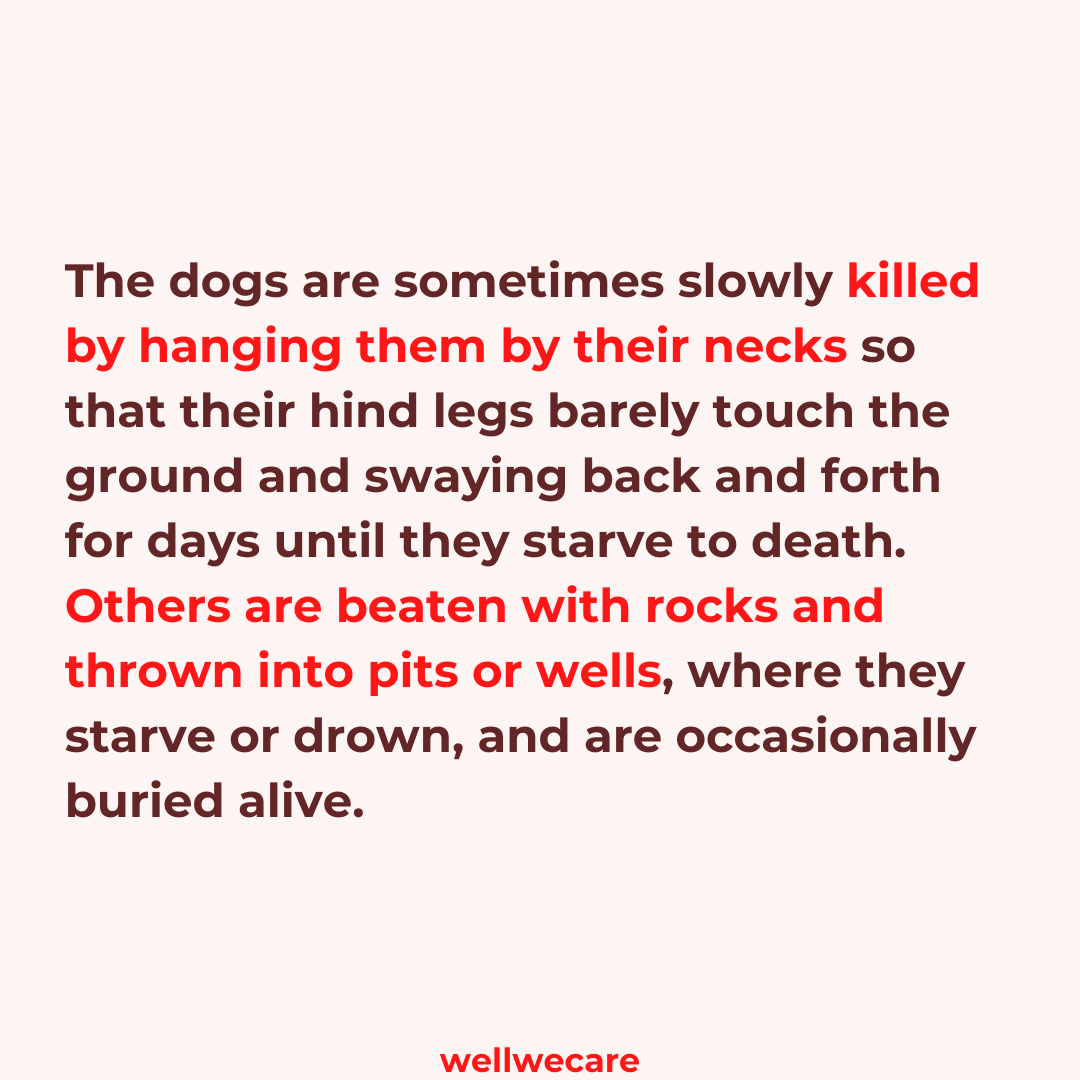 The dogs are sometimes slowly killed
by hanging them by their necks so
that their hind legs barely touch the
ground and swaying back and forth
for days until they starve to death.
Others are beaten with rocks and
thrown into pits or wells, where they
starve or drown, and are occasionally
buried alive.
wellwecare